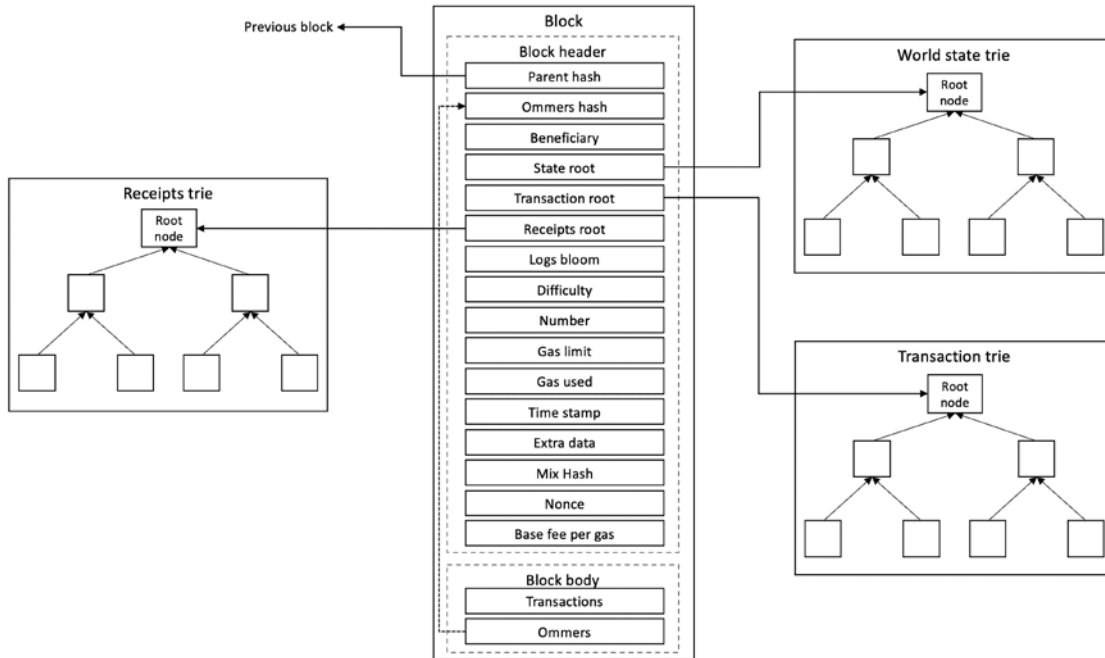 Block
Previous block
Block header
Parent hash
Ommers hash
Beneficiary
State root
Transaction root
Receipts root
Logs bloom
Difficulty
Number
Gas limit
Gas used
Time stamp
Extra data
Mix Hash
Nonce
Base fee per gas
Block body
Transactions
Ommers
Receipts trie
Root
node
World state trie
Root
node
Transaction trie
Root
node